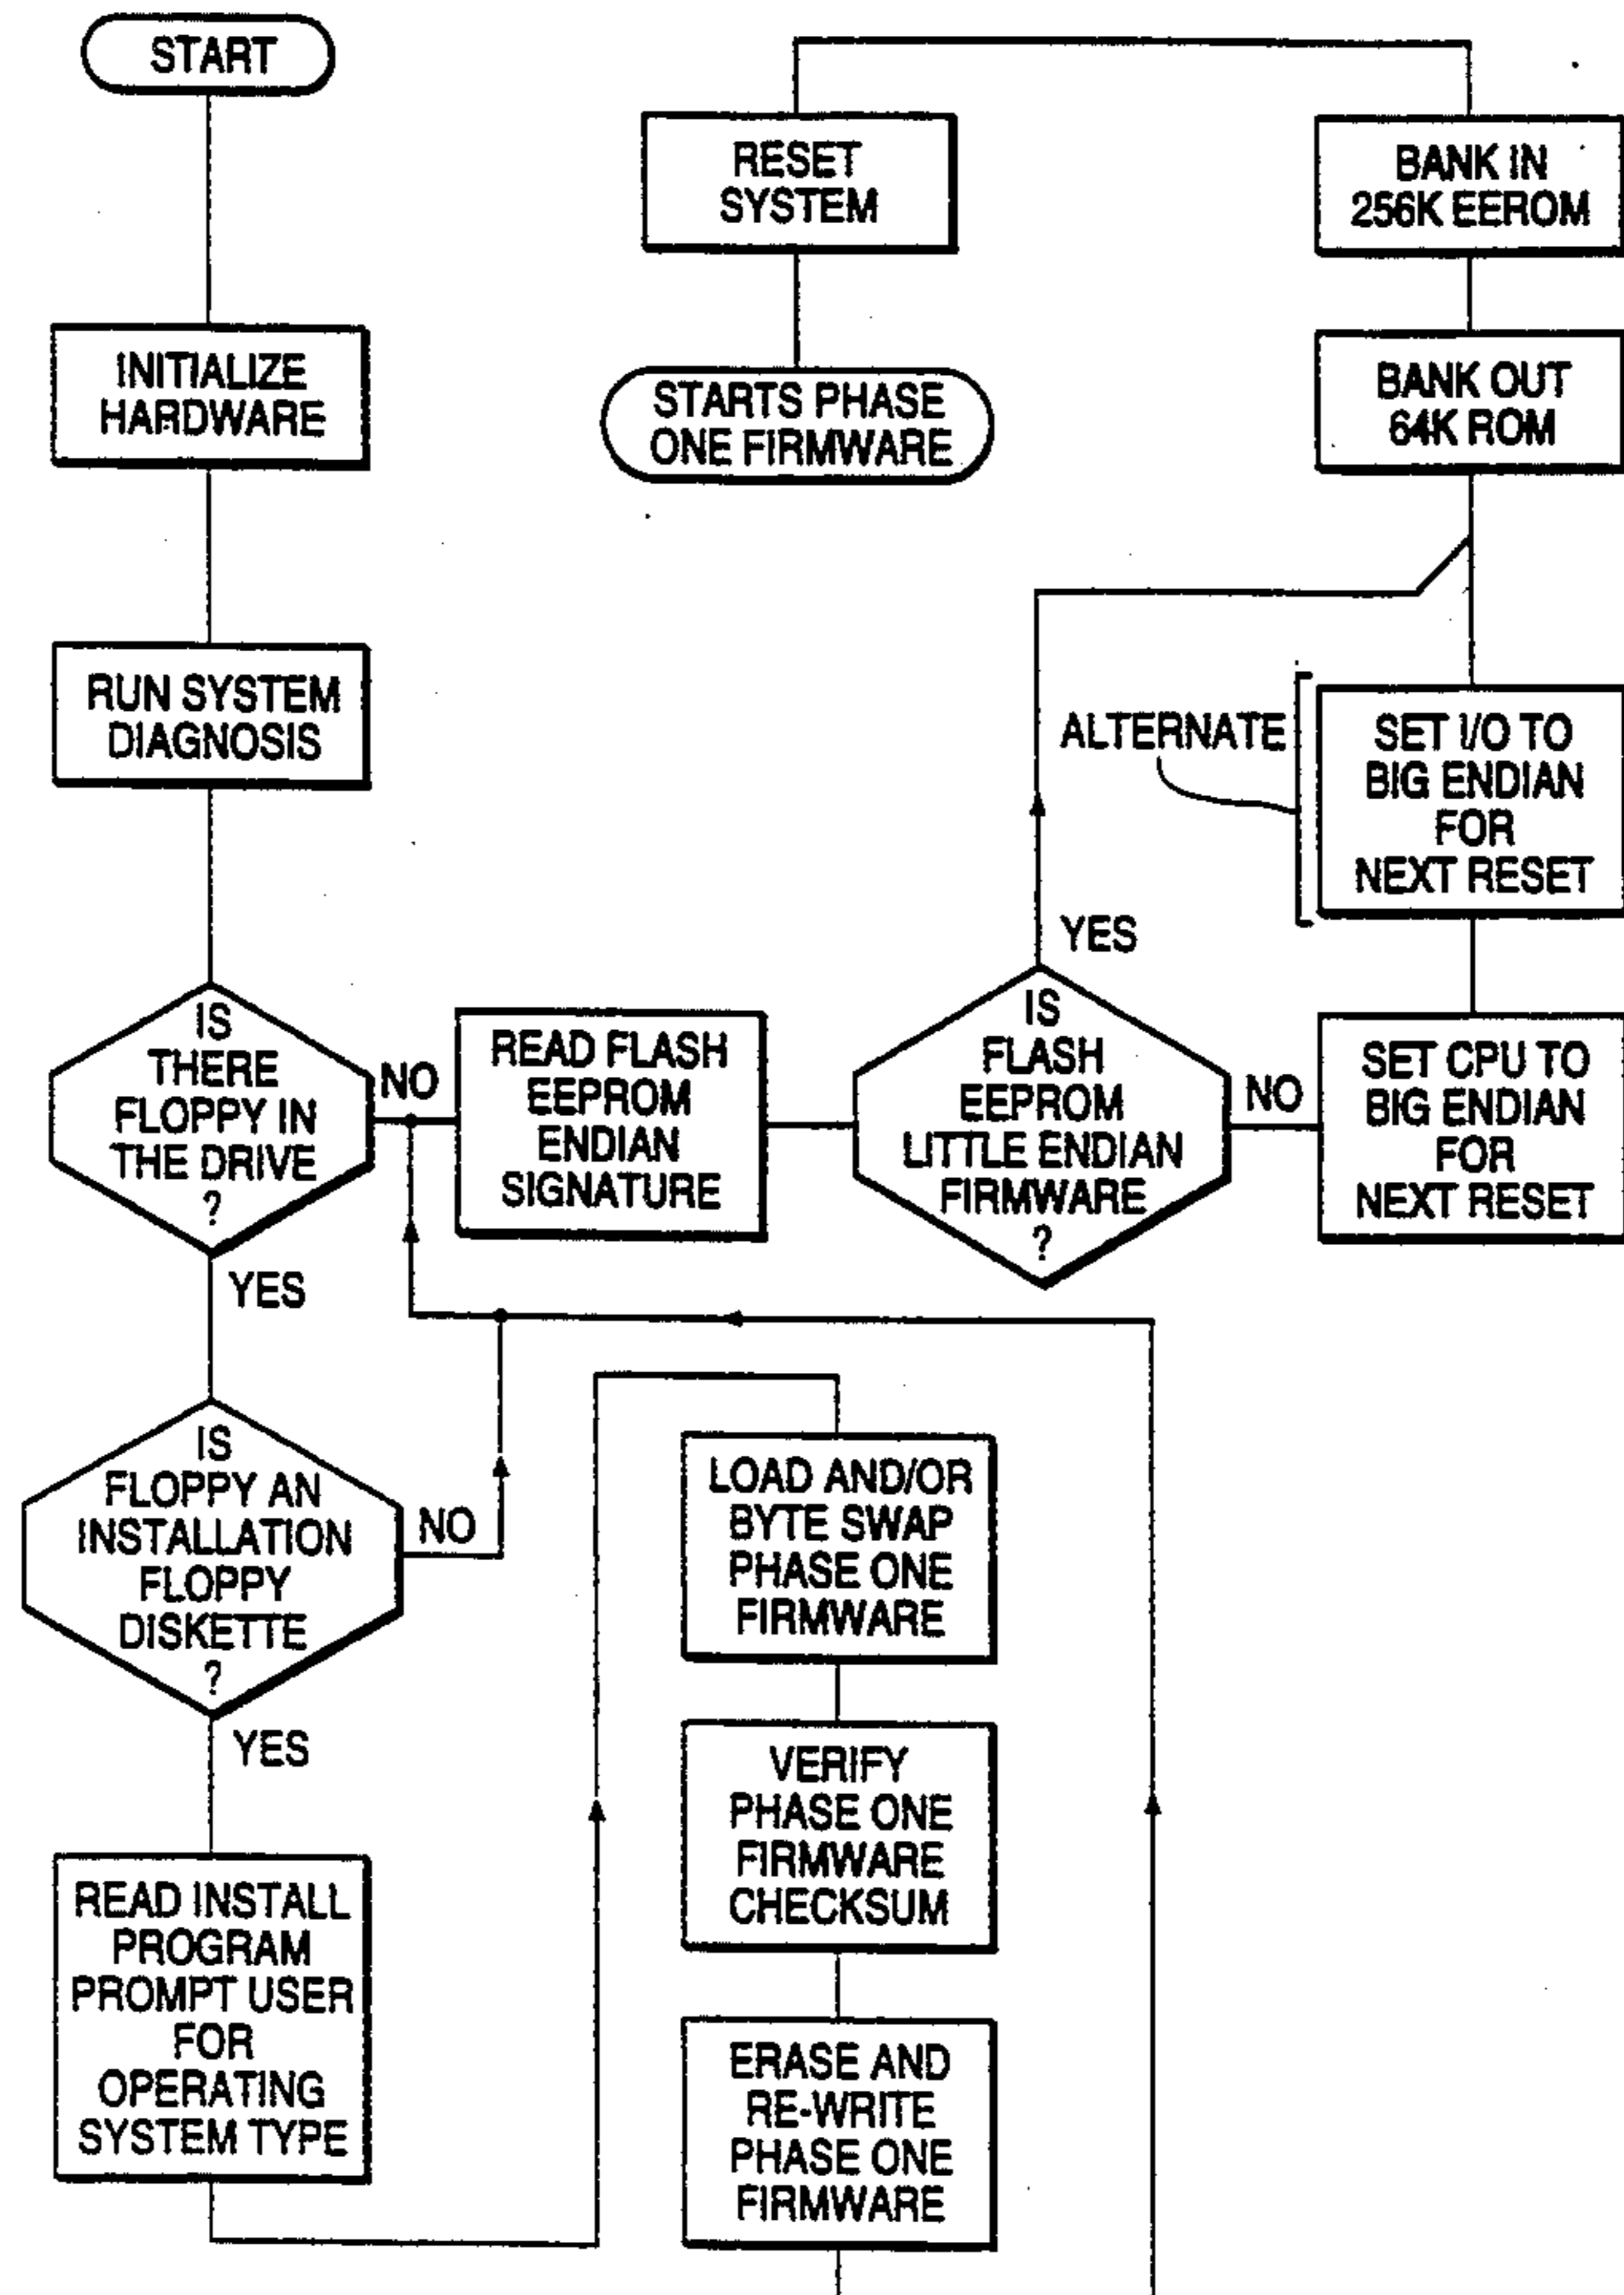 START
INITIALIZE
HARDWARE
RUN SYSTEM
DIAGNOSIS
IS
THERE
FLOPPY IN
THE DRIVE
?
NO
YES
IS
FLOPPY AN
INSTALLATION
FLOPPY
DISKETTE
?
NO
YES
READ INSTALL
PROGRAM
PROMPT USER
FOR
OPERATING
SYSTEM TYPE
LOAD AND/OR
BYTE SWAP
PHASE ONE
FIRMWARE
VERIFY
PHASE ONE
FIRMWARE
CHECKSUM
ERASE AND
RE-WRITE
PHASE ONE
FIRMWARE
READ FLASH
EEPROM
ENDIAN
SIGNATURE
IS
FLASH
EEPROM
LITTLE ENDIAN
FIRMWARE
?
YES
NO
SET CPU TO
BIG ENDIAN
FOR
NEXT RESET
ALTERNATE
SET I/O TO
BIG ENDIAN
FOR
NEXT RESET
BANK OUT
64K ROM
BANK IN
256K EEROM
RESET
SYSTEM
STARTS PHASE
ONE FIRMWARE